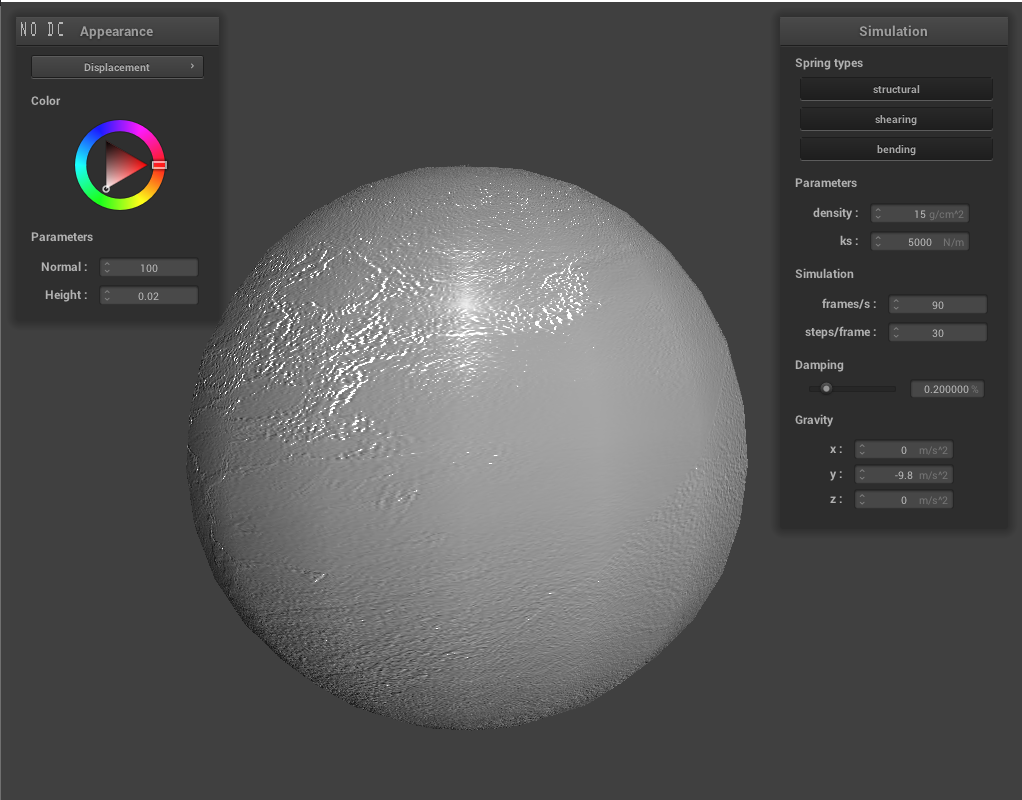 NO DC Appearance
Displacement
Color
Parameters
Normal : 100
Height : 0.02
Simulation
Spring types
structural
shearing
bending
Parameters
density : 15 g/cm^2
ks : 5000 N/m
Simulation
frames/s : 90
steps/frame : 30
Damping
0.200000 %
Gravity
x : 0 m/s^2
y : -9.8 m/s^2
z : 0 m/s^2